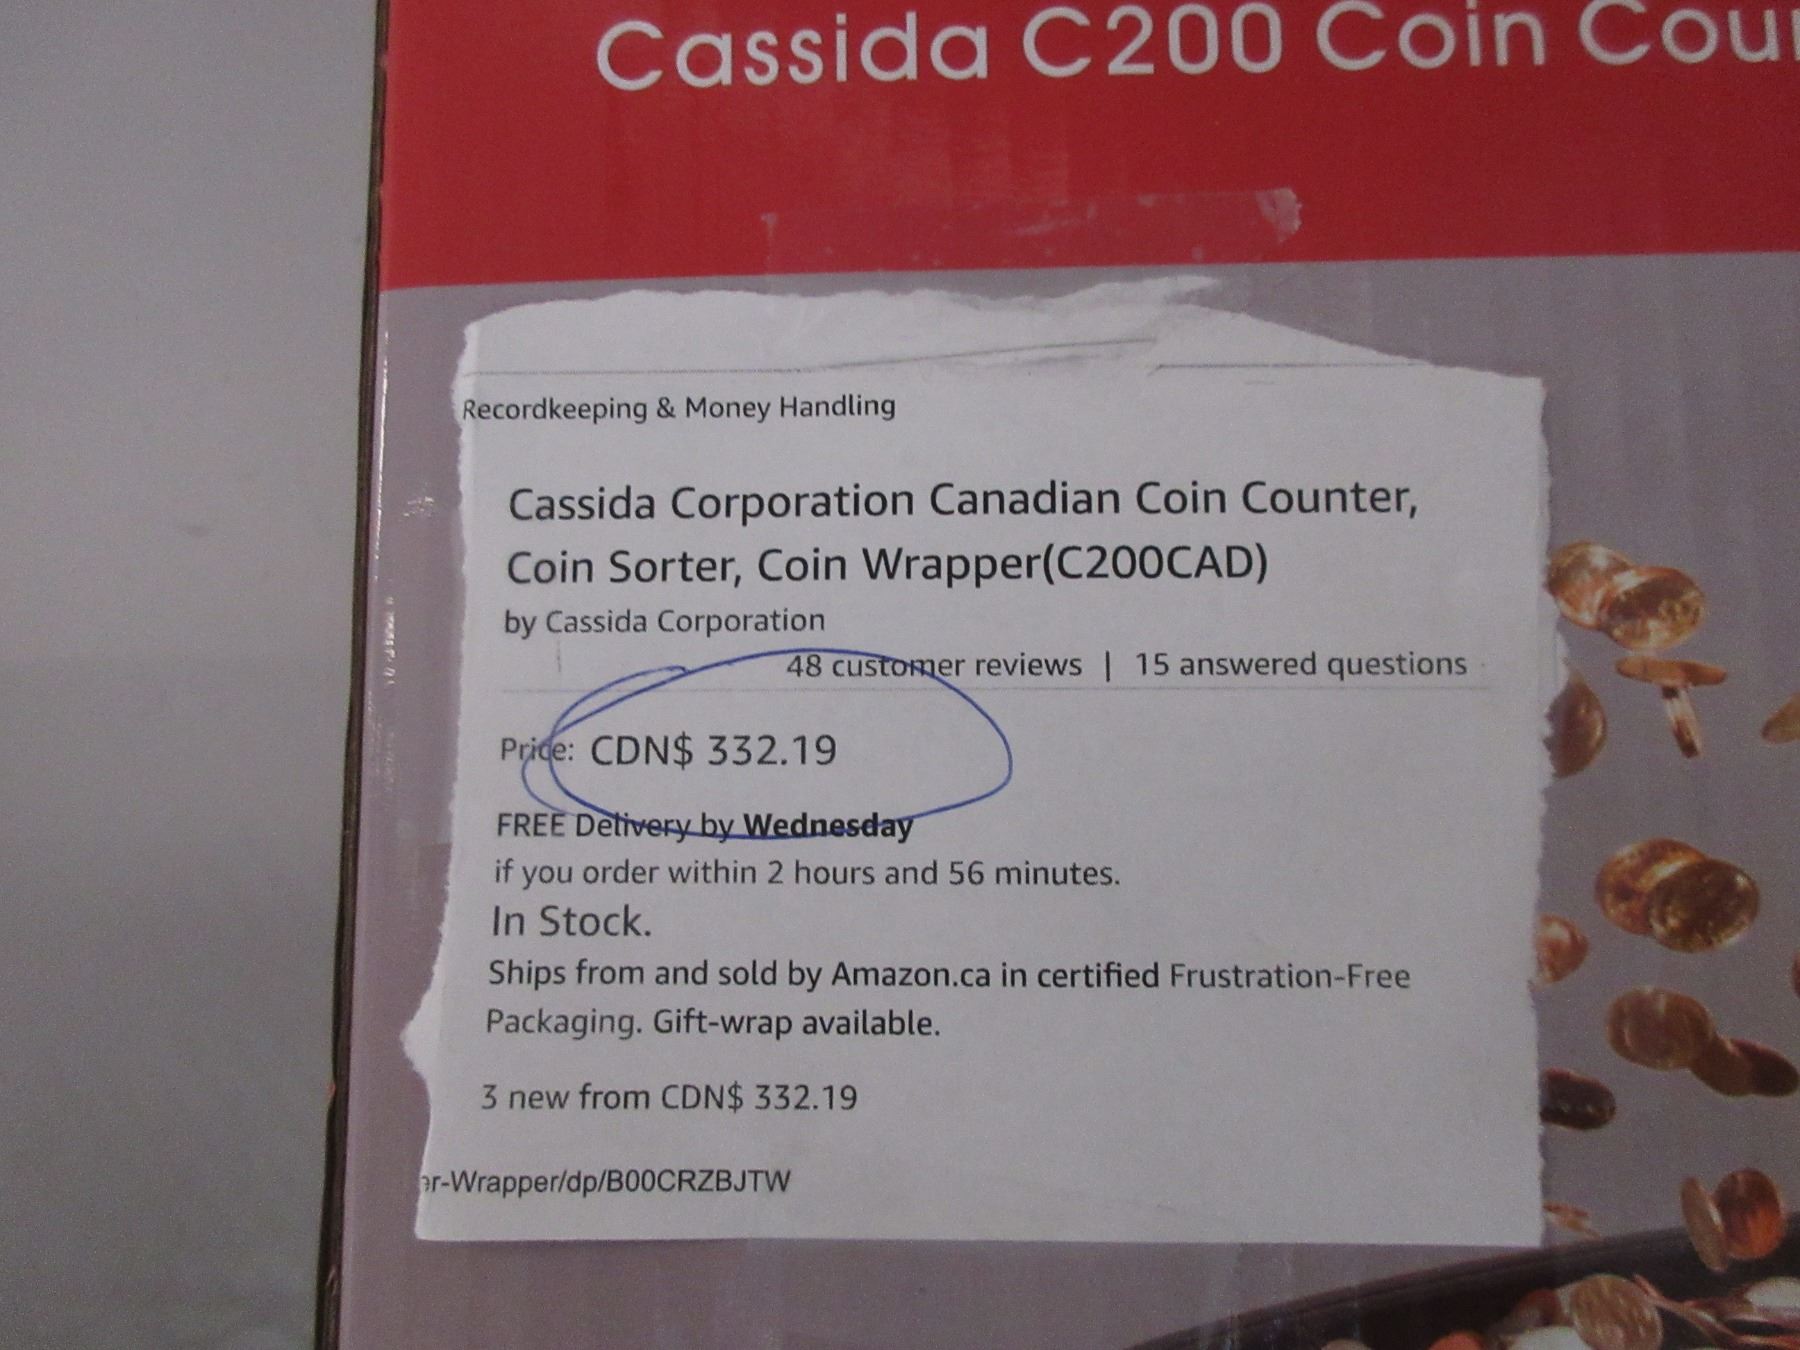 Cassida C200 Coin Cou
Recordkeeping & Money Handling
Cassida Corporation Canadian Coin Counter,
Coin Sorter, Coin Wrapper(C200CAD)
by Cassida Corporation
48 customer reviews | 15 answered questions
Price: CDN$ 332.19
FREE Delivery by Wednesday
if you order within 2 hours and 56 minutes.
In Stock.
Ships from and sold by Amazon.ca in certified Frustration-Free
Packaging. Gift-wrap available.
3 new from CDN$ 332.19
er-Wrapper/dp/B00CRZBJTW